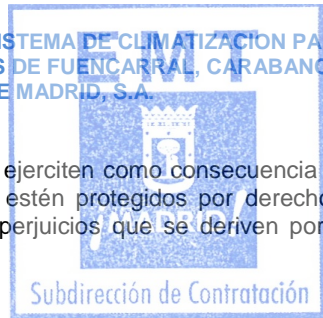 ISTEMA DE CLIMATIZACION PA
S DE FUENCARRAL, CARABANC
E MADRID, S.A.
EMT
ejerciten como consecuencia
estén protegidos por derecho
¡MADRID!
perjuicios que se deriven por
Subdirección de Contratación